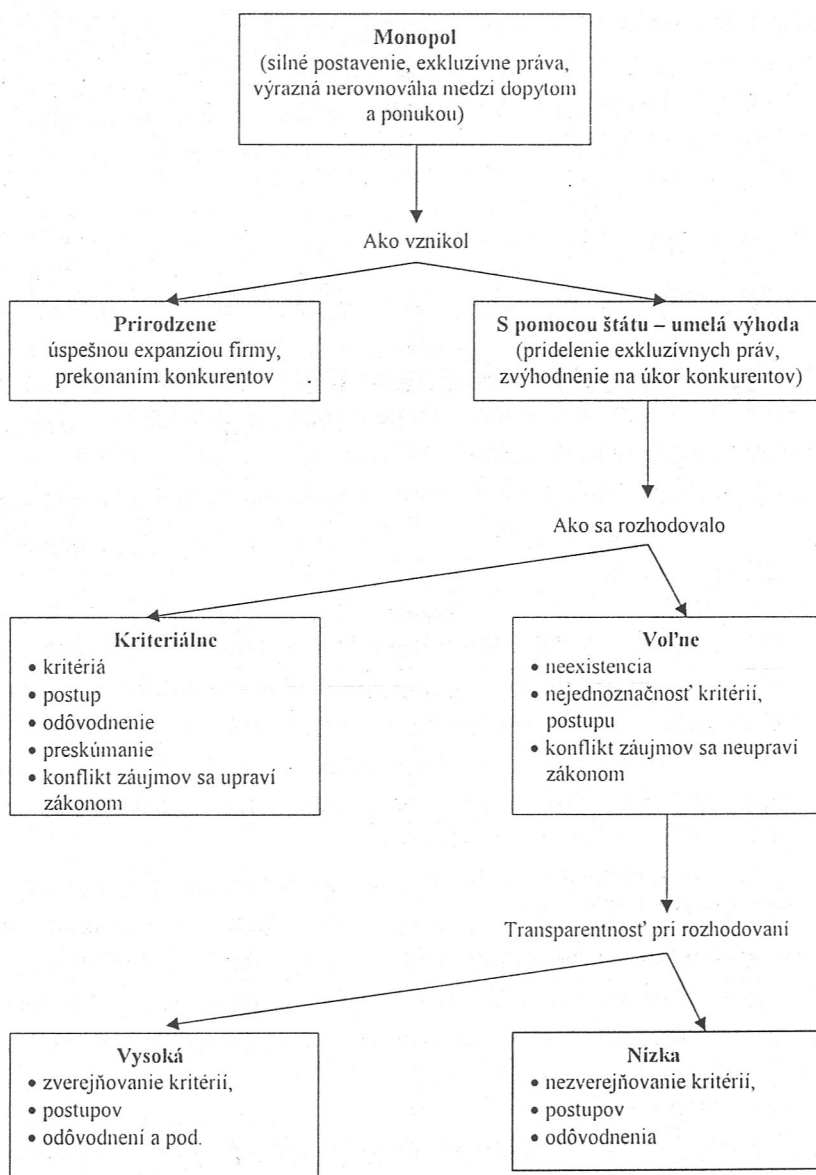 Monopol
(silné postavenie, exkluzívne práva,
výrazná nerovnováha medzi dopytom
a ponukou)
Ako vznikol
Prirodzene
úspešnou expanziou firmy,
prekonaním konkurentov
S pomocou štátu – umelá výhoda
(pridelenie exkluzívnych práv,
zvýhodnenie na úkor konkurentov)
Ako sa rozhodovalo
Kriteriálne
• kritériá
• postup
• odôvodnenie
• preskúmanie
• konflikt záujmov sa upraví
zákonom
Voľne
• neexistencia
• nejednoznačnosť kritérií,
postupu
• konflikt záujmov sa neupraví
zákonom
Transparentnosť pri rozhodovaní
Vysoká
• zverejňovanie kritérií,
• postupov
• odôvodnení a pod.
Nízka
• nezverejňovanie kritérií,
• postupov
• odôvodnenia